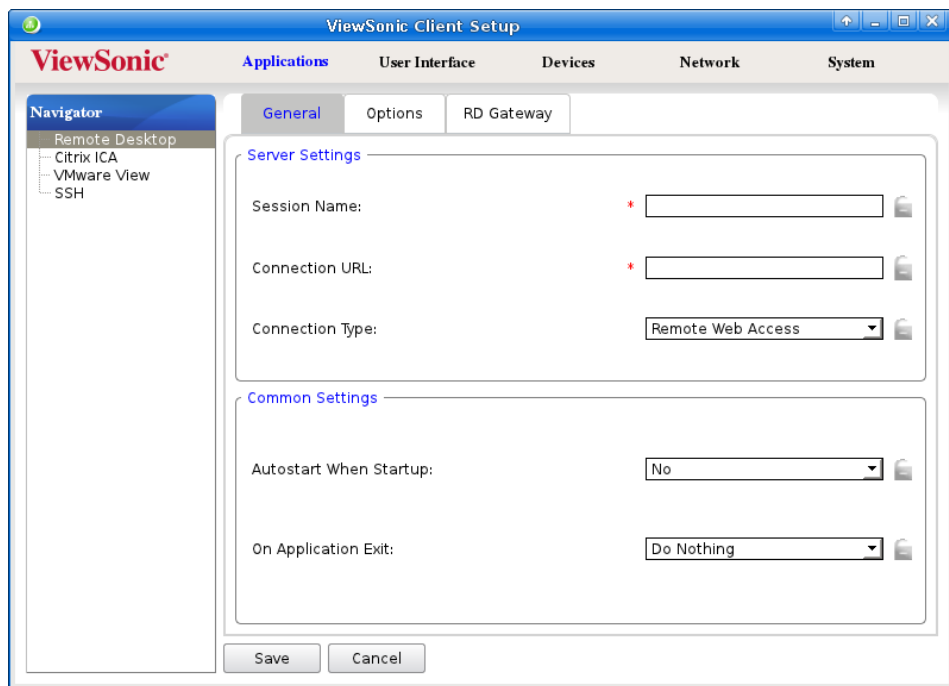 ViewSonic Client Setup
ViewSonic®
Applications User Interface Devices Network System
Navigator
Remote Desktop
Citrix ICA
VMware View
SSH
General Options RD Gateway
Server Settings
Session Name: *
Connection URL: *
Connection Type: Remote Web Access
Common Settings
Autostart When Startup: No
On Application Exit: Do Nothing
Save Cancel